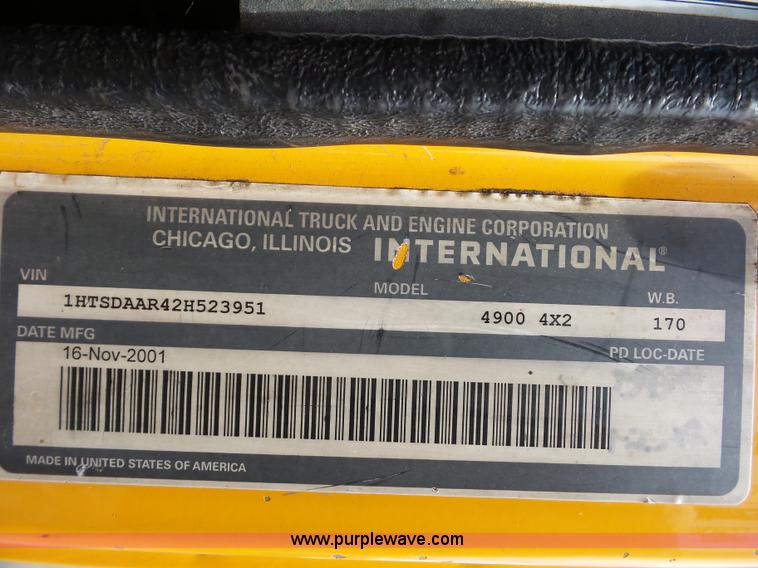 INTERNATIONAL TRUCK AND ENGINE CORPORATION
CHICAGO, ILLINOIS INTERNATIONAL®
VIN MODEL W.B.
1HTSDAAR42H523951 4900 4X2 170
DATE MFG PD LOC-DATE
16-Nov-2001
MADE IN UNITED STATES OF AMERICA
www.purplewave.com